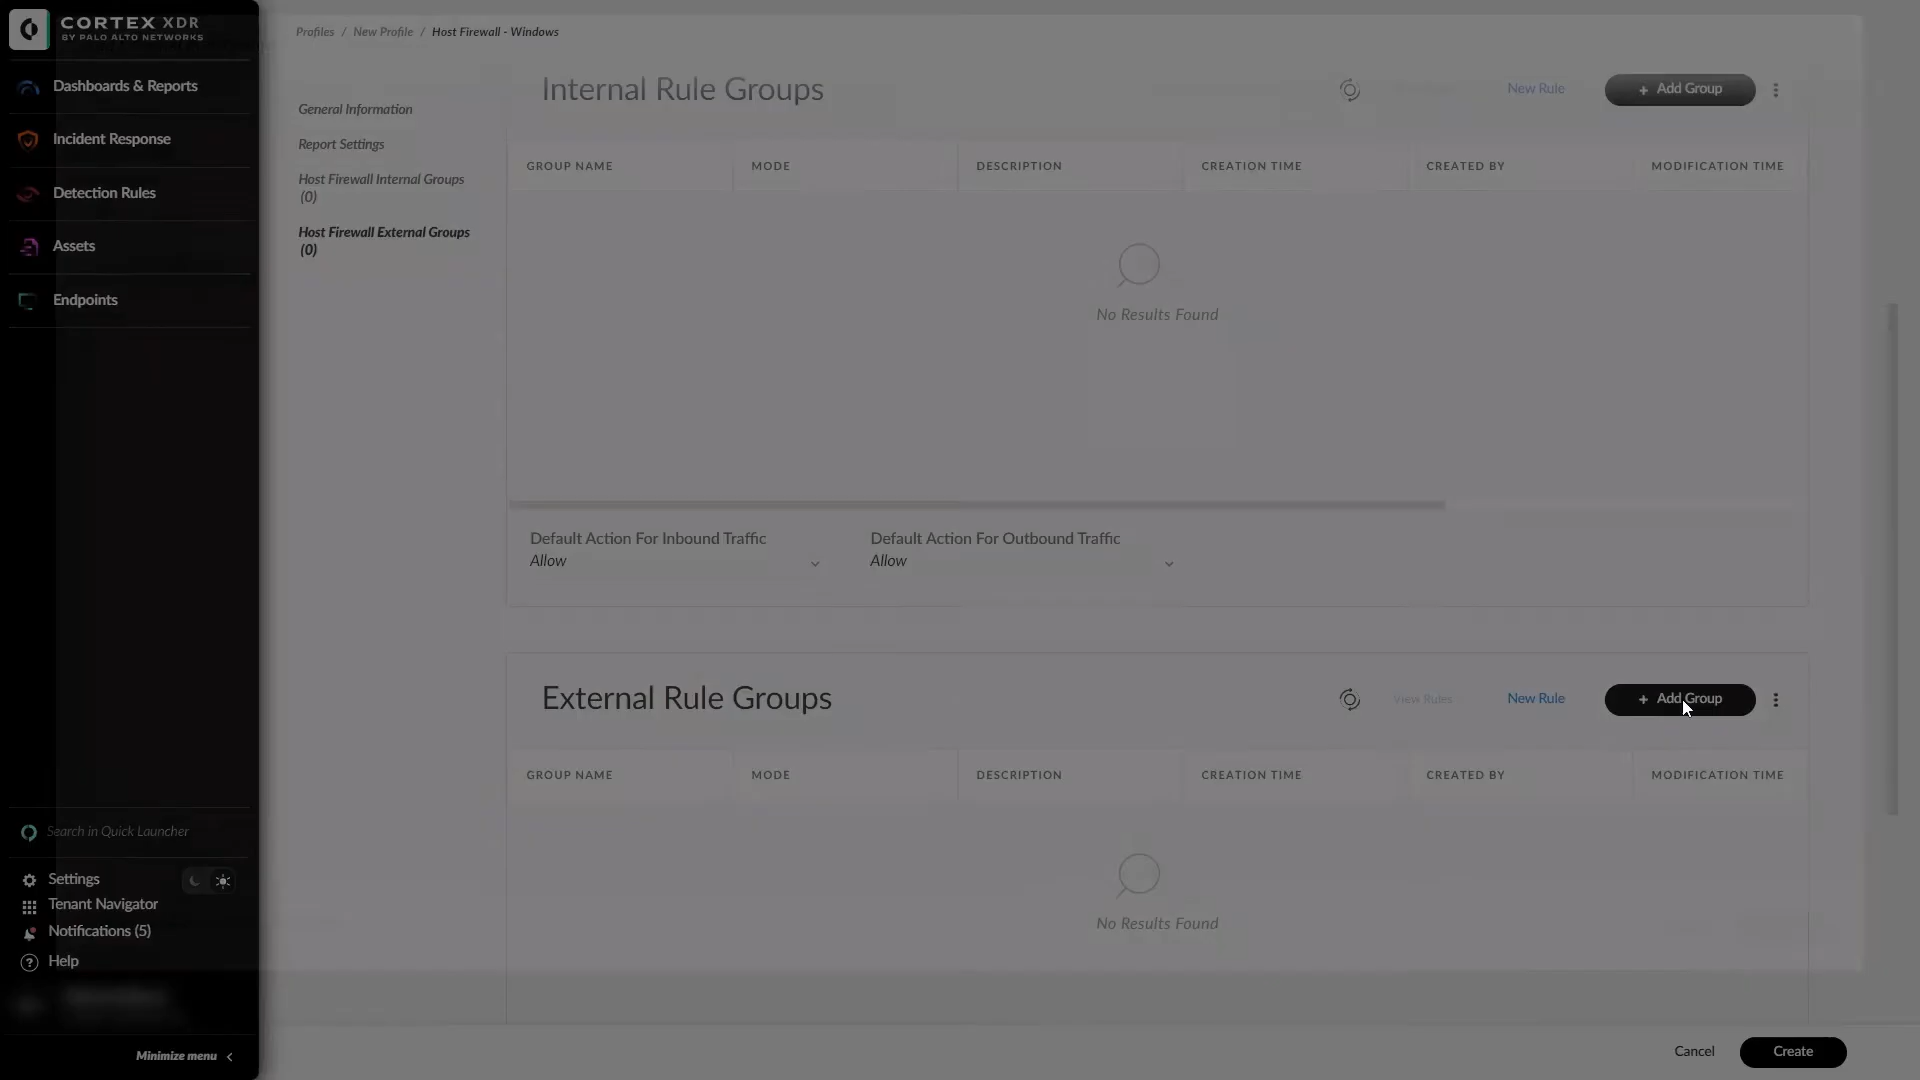 CORTEX XDR
BY PALO ALTO NETWORKS
Dashboards & Reports
Incident Response
Detection Rules
Assets
Endpoints
Search in Quick Launcher
Settings
Tenant Navigator
Notifications (5)
Help
Minimize menu
Profiles / New Profile / Host Firewall - Windows
General Information
Report Settings
Host Firewall Internal Groups
(0)
Host Firewall External Groups
(0)
Internal Rule Groups
New Rule
+ Add Group
GROUP NAME MODE DESCRIPTION CREATION TIME CREATED BY MODIFICATION TIME
No Results Found
Default Action For Inbound Traffic
Allow
Default Action For Outbound Traffic
Allow
External Rule Groups
View Rules
New Rule
+ Add Group
GROUP NAME MODE DESCRIPTION CREATION TIME CREATED BY MODIFICATION TIME
No Results Found
Cancel
Create